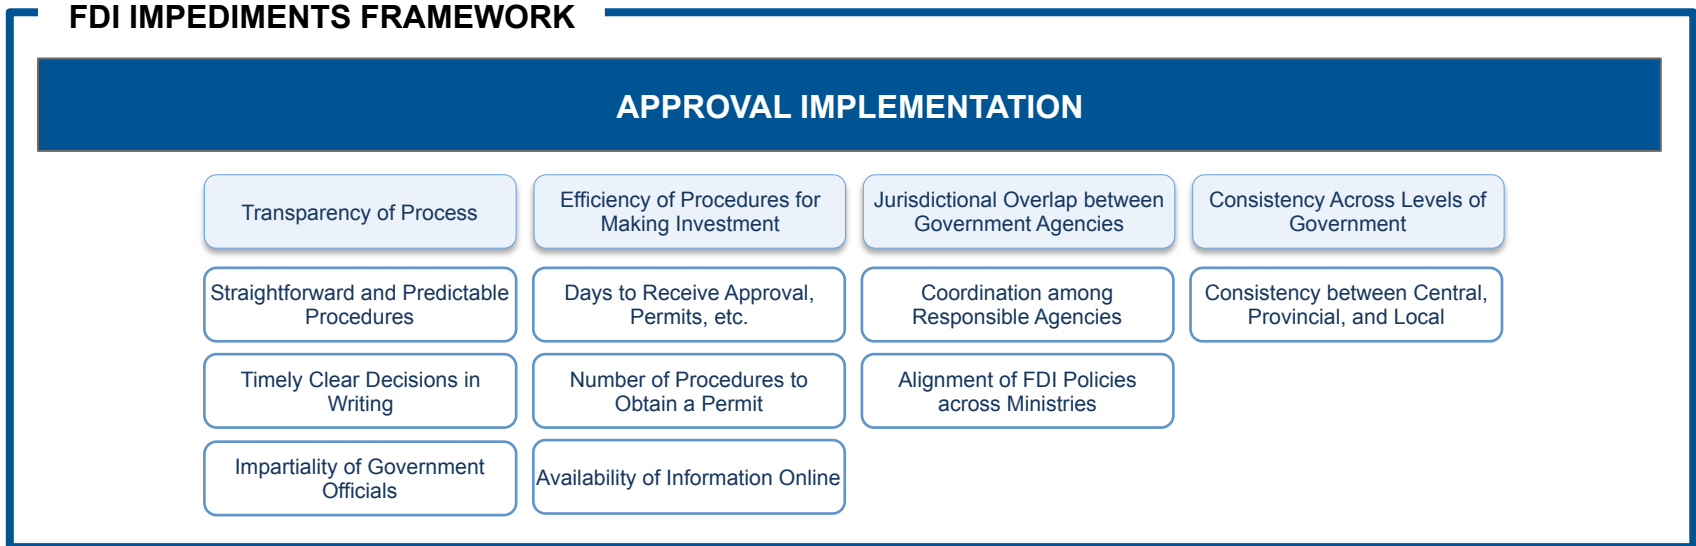 FDI IMPEDIMENTS FRAMEWORK
APPROVAL IMPLEMENTATION
Transparency of Process
Efficiency of Procedures for
Making Investment
Jurisdictional Overlap between
Government Agencies
Consistency Across Levels of
Government
Straightforward and Predictable
Procedures
Days to Receive Approval,
Permits, etc.
Coordination among
Responsible Agencies
Consistency between Central,
Provincial, and Local
Timely Clear Decisions in
Writing
Number of Procedures to
Obtain a Permit
Alignment of FDI Policies
across Ministries
Impartiality of Government
Officials
Availability of Information Online